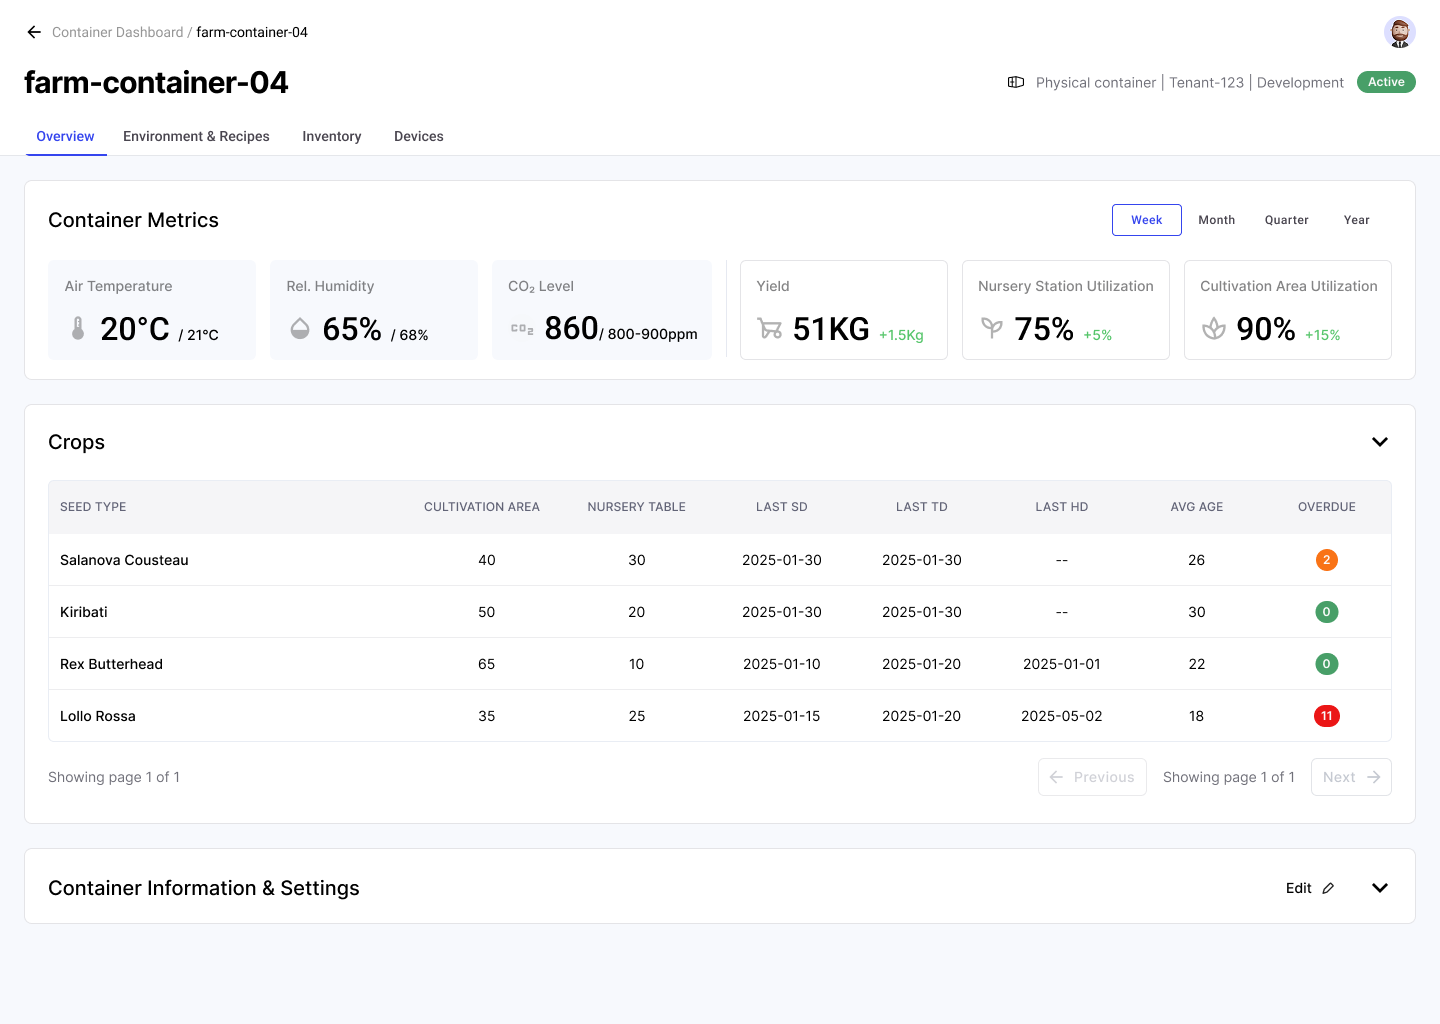 Container Dashboard / farm-container-04
farm-container-04
Physical container | Tenant-123 | Development Active
Overview Environment & Recipes Inventory Devices
Container Metrics
Week Month Quarter Year
Air Temperature
20°C / 21°C
Rel. Humidity
65% / 68%
CO₂ Level
CO₂ 860/ 800-900ppm
Yield
51KG +1.5Kg
Nursery Station Utilization
75% +5%
Cultivation Area Utilization
90% +15%
Crops
SEED TYPE CULTIVATION AREA NURSERY TABLE LAST SD LAST TD LAST HD AVG AGE OVERDUE
Salanova Cousteau 40 30 2025-01-30 2025-01-30 -- 26 2
Kiribati 50 20 2025-01-30 2025-01-30 -- 30 0
Rex Butterhead 65 10 2025-01-10 2025-01-20 2025-01-01 22 0
Lollo Rossa 35 25 2025-01-15 2025-01-20 2025-05-02 18 11
Showing page 1 of 1
Previous Showing page 1 of 1 Next
Container Information & Settings
Edit